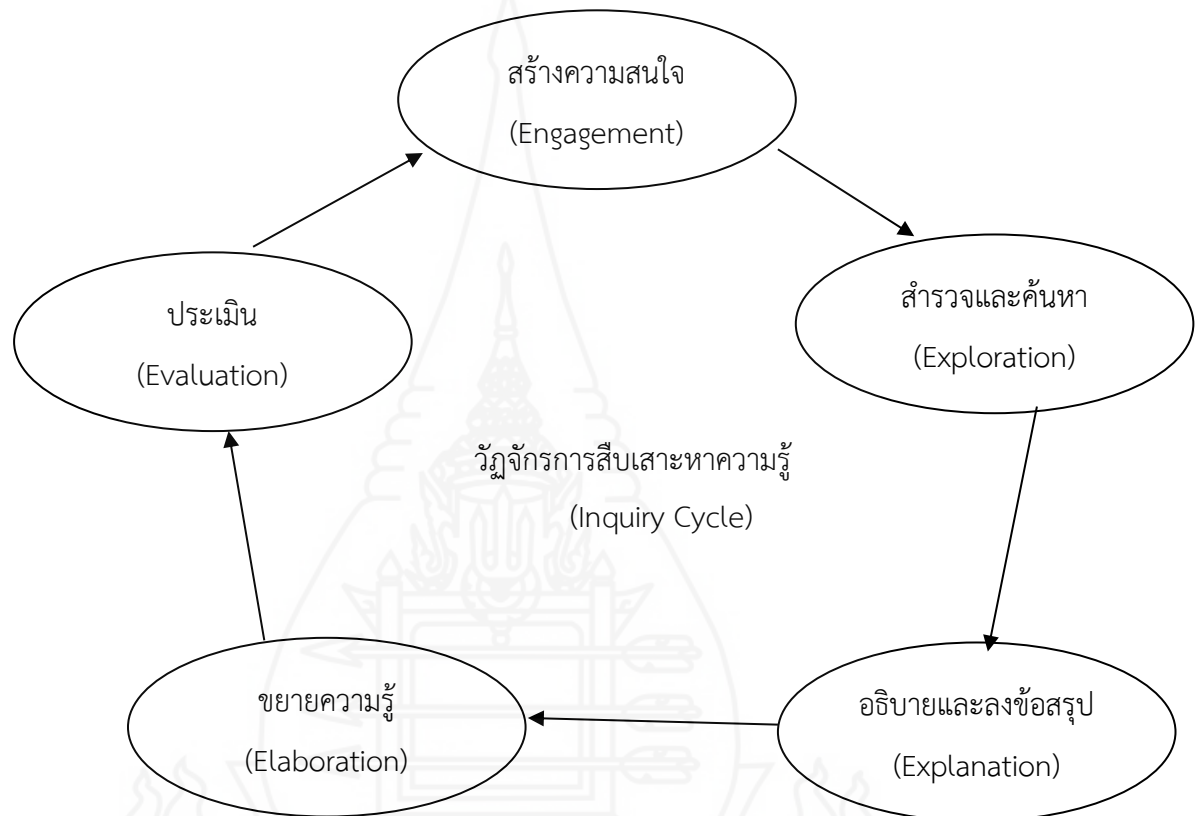 สร้างความสนใจ
(Engagement)
สำรวจและค้นหา
(Exploration)
ประเมิน
(Evaluation)
วัฏจักรการสืบเสาะหาความรู้
(Inquiry Cycle)
ขยายความรู้
(Elaboration)
อธิบายและลงข้อสรุป
(Explanation)